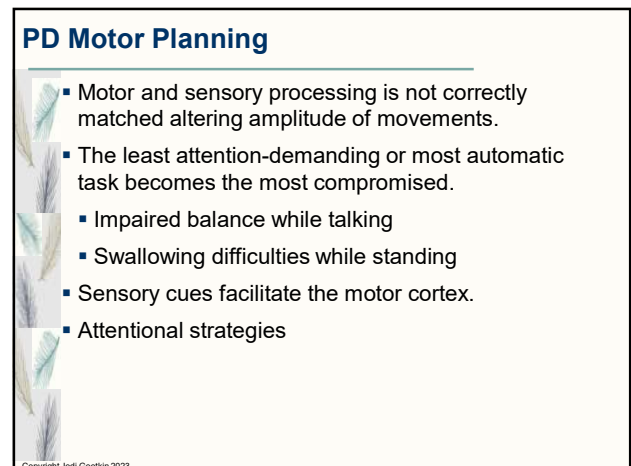 PD Motor Planning
▪ Motor and sensory processing is not correctly
matched altering amplitude of movements.
▪ The least attention-demanding or most automatic
task becomes the most compromised.
▪ Impaired balance while talking
▪ Swallowing difficulties while standing
▪ Sensory cues facilitate the motor cortex.
▪ Attentional strategies
Copyright Jodi 2023